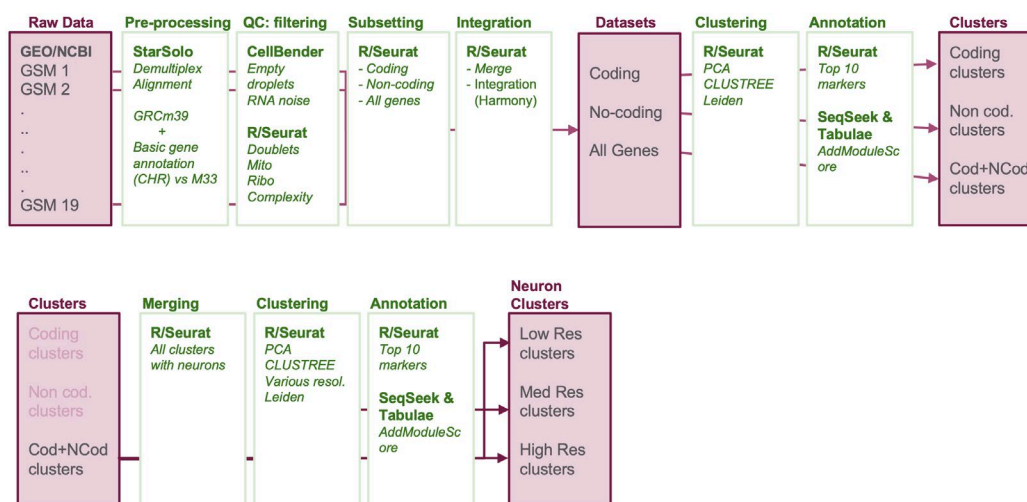 Raw Data
GEO/NCBI
GSM 1
GSM 2
.
..
.
..
.
GSM 19
Pre-processing
StarSolo
Demultiplex
Alignment
GRCm39
+
Basic gene
annotation
(CHR) vs M33
QC: filtering
CellBender
Empty
droplets
RNA noise
R/Seurat
Doublets
Mito
Ribo
Complexity
Subsetting
R/Seurat
- Coding
- Non-coding
- All genes
Integration
R/Seurat
- Merge
- Integration
(Harmony)
Datasets
Coding
No-coding
All Genes
Clustering
R/Seurat
PCA
CLUSTREE
Leiden
Annotation
R/Seurat
Top 10
markers
SeqSeek &
Tabulae
AddModuleSc
ore
Clusters
Coding
clusters
Non cod.
clusters
Cod+NCod
clusters
Clusters
Coding
clusters
Non cod.
clusters
Cod+NCod
clusters
Merging
R/Seurat
All clusters
with neurons
Clustering
R/Seurat
PCA
CLUSTREE
Various resol.
Leiden
Annotation
R/Seurat
Top 10
markers
SeqSeek &
Tabulae
AddModuleSc
ore
Neuron
Clusters
Low Res
clusters
Med Res
clusters
High Res
clusters